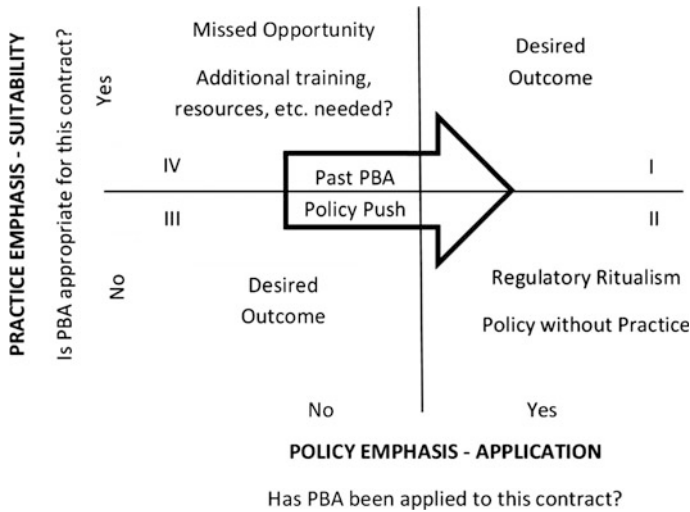 PRACTICE EMPHASIS - SUITABILITY
Is PBA appropriate for this contract?
Yes
No
Missed Opportunity
Additional training,
resources, etc. needed?
Desired
Outcome
IV
I
Past PBA
Policy Push
III
II
Desired
Outcome
Regulatory Ritualism
Policy without Practice
No
Yes
POLICY EMPHASIS - APPLICATION
Has PBA been applied to this contract?